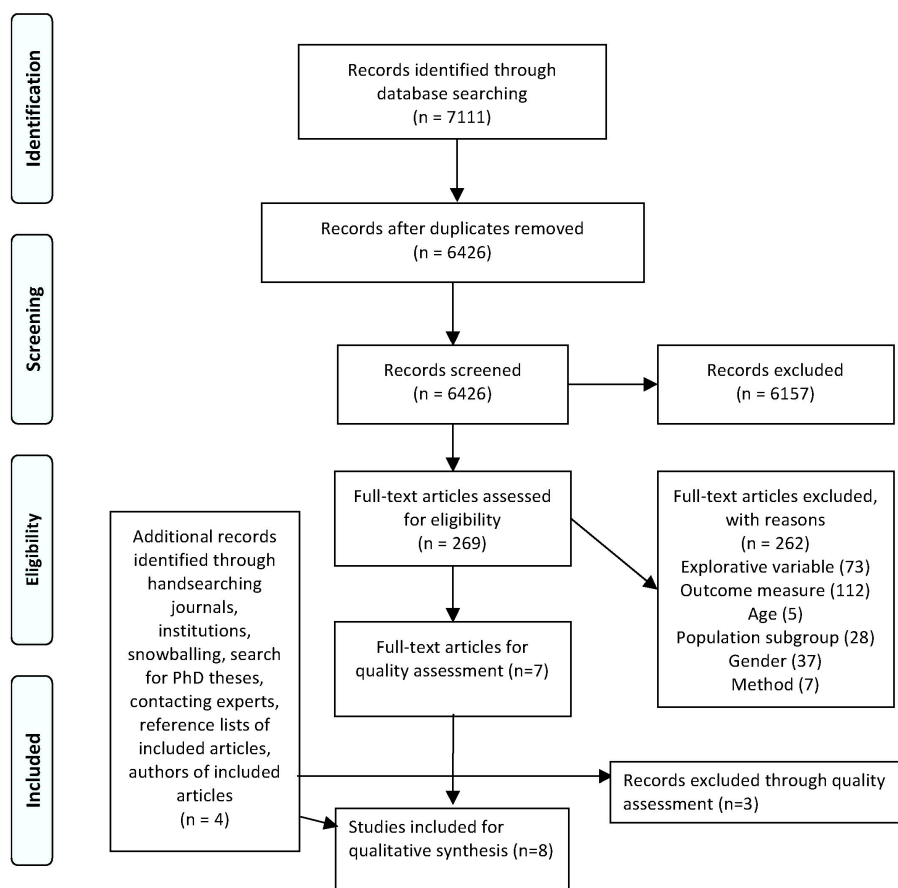 Identification
Records identified through
database searching
(n = 7111)
Records after duplicates removed
(n = 6426)
Screening
Records screened
(n = 6426)
Records excluded
(n = 6157)
Eligibility
Full-text articles assessed
for eligibility
(n = 269)
Full-text articles excluded,
with reasons
(n = 262)
Explorative variable (73)
Outcome measure (112)
Age (5)
Population subgroup (28)
Gender (37)
Method (7)
Additional records
identified through
handsearching
journals,
institutions,
snowballing, search
for PhD theses,
contacting experts,
reference lists of
included articles,
authors of included
articles
(n = 4)
Full-text articles for
quality assessment (n=7)
Included
Records excluded through quality
assessment (n=3)
Studies included for
qualitative synthesis (n=8)